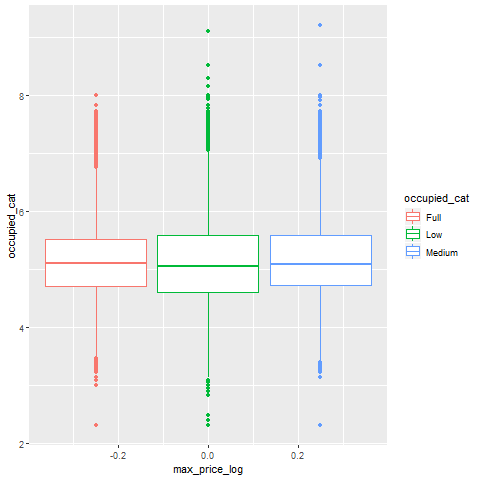 occupied_cat
8
6
4
2
-0.2
0.0
0.2
max_price_log
occupied_cat
Full
Low
Medium